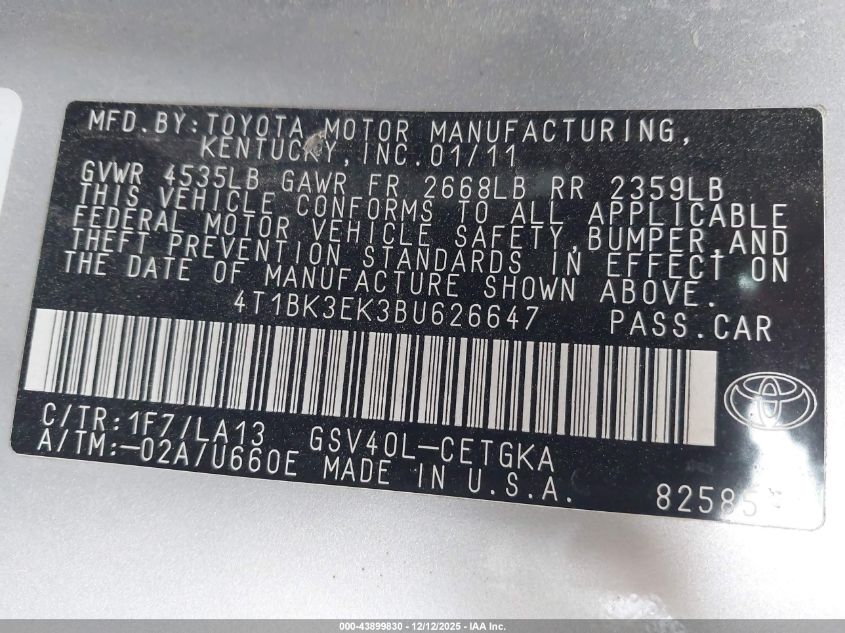 MFD.BY:TOYOTA MOTOR MANUFACTURING,
KENTUCKY,INC.01/11
GVWR 4535LB GAWR FR 2668LB RR 2359LB
THIS VEHICLE CONFORMS TO ALL APPLICABLE
FEDERAL MOTOR VEHICLE SAFETY,BUMPER,AND
THEFT PREVENTION STANDARDS IN EFFECT ON
THE DATE OF MANUFACTURE SHOWN ABOVE.
4T1BK3EK3BU626647 PASS.CAR
C/TR:1F7/LA13 GSV40L-CETGKA
A/TM:-02A/U660E MADE IN U.S.A.
000-43899830 - 12/12/2025 - IAA Inc.